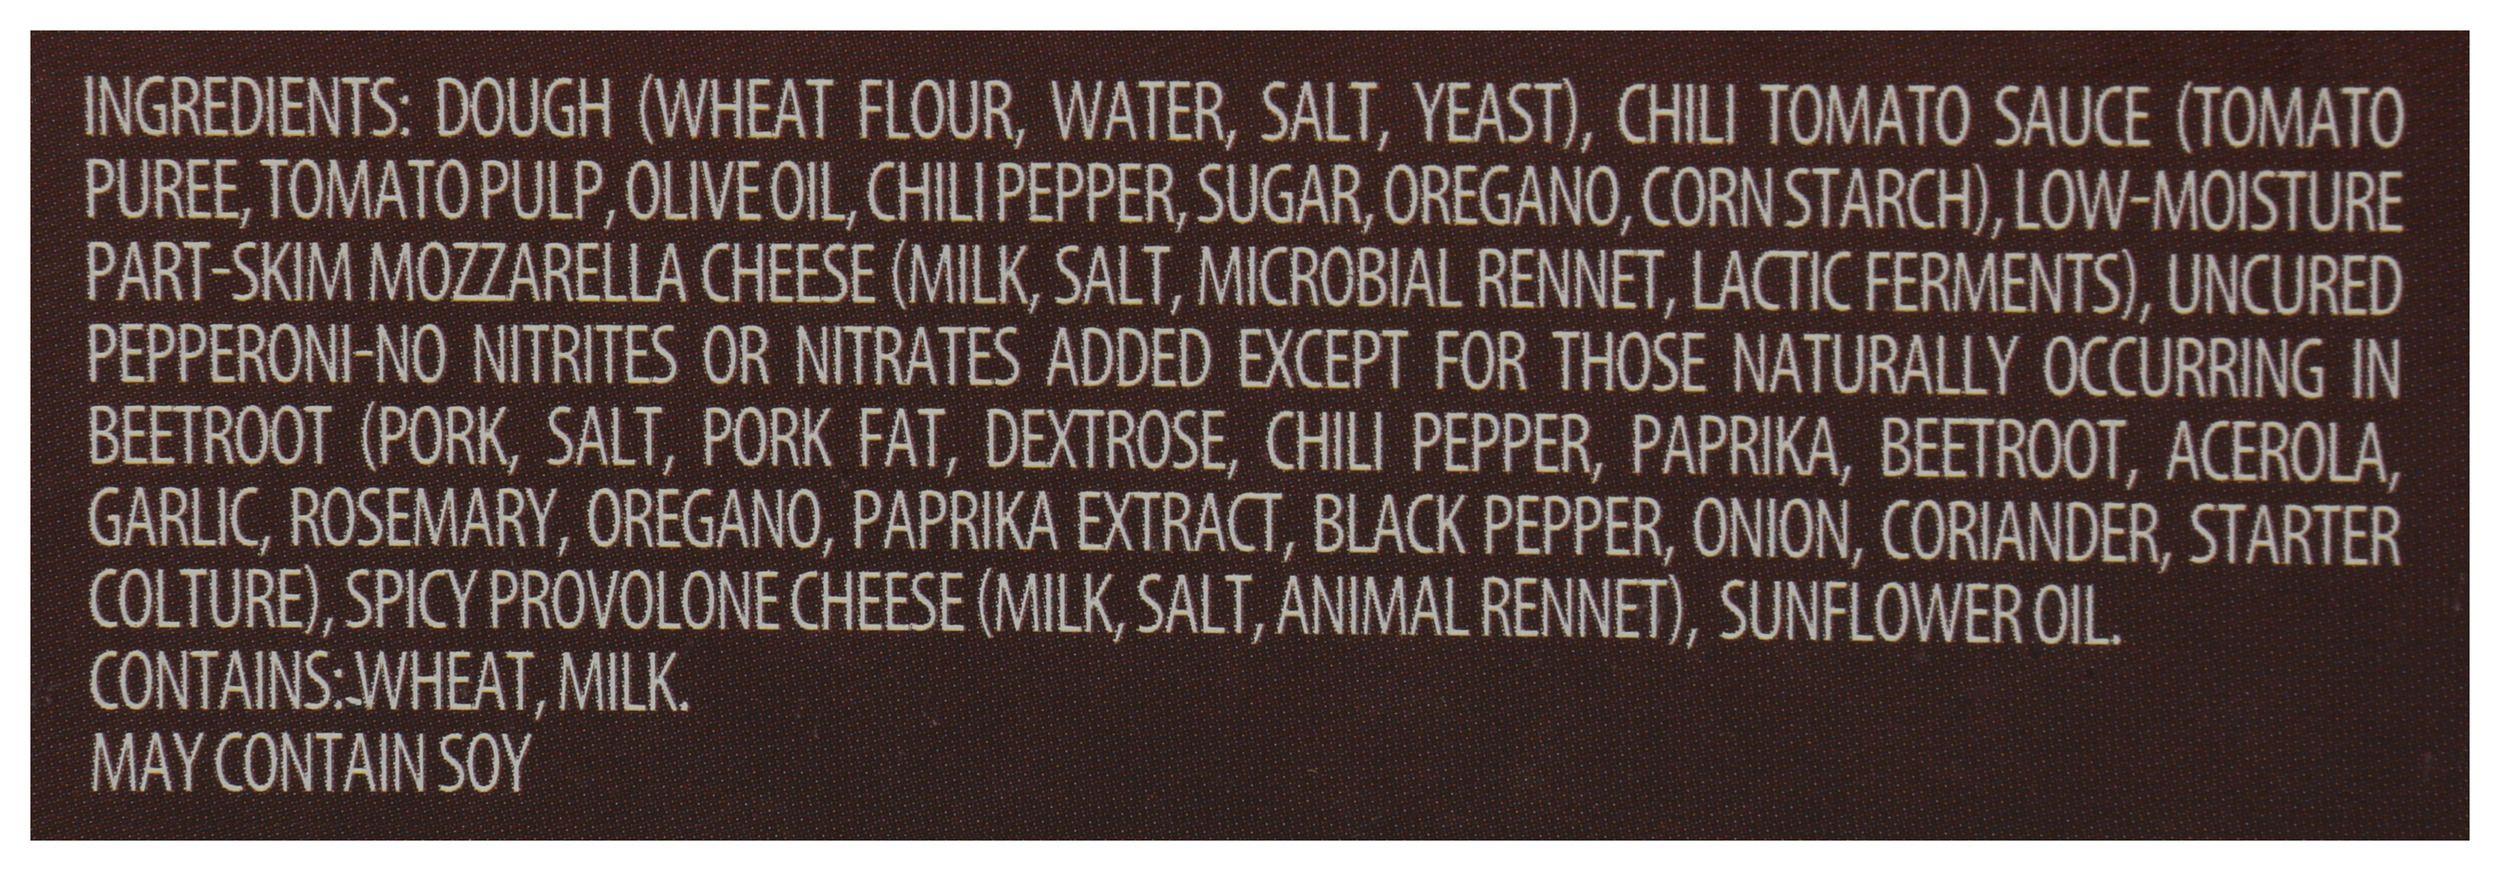 INGREDIENTS: DOUGH (WHEAT FLOUR, WATER, SALT, YEAST), CHILI TOMATO SAUCE (TOMATO
PUREE, TOMATO PULP, OLIVE OIL, CHILI PEPPER, SUGAR, OREGANO, CORN STARCH), LOW-MOISTURE
PART-SKIM MOZZARELLA CHEESE (MILK, SALT, MICROBIAL RENNET, LACTIC FERMENTS), UNCURED
PEPPERONI-NO NITRITES OR NITRATES ADDED EXCEPT FOR THOSE NATURALLY OCCURRING IN
BEETROOT (PORK, SALT, PORK FAT, DEXTROSE, CHILI PEPPER, PAPRIKA, BEETROOT, ACEROLA,
GARLIC, ROSEMARY, OREGANO, PAPRIKA EXTRACT, BLACK PEPPER, ONION, CORIANDER, STARTER
COLTURE), SPICY PROVOLONE CHEESE (MILK, SALT, ANIMAL RENNET), SUNFLOWER OIL.
CONTAINS: WHEAT, MILK.
MAY CONTAIN SOY